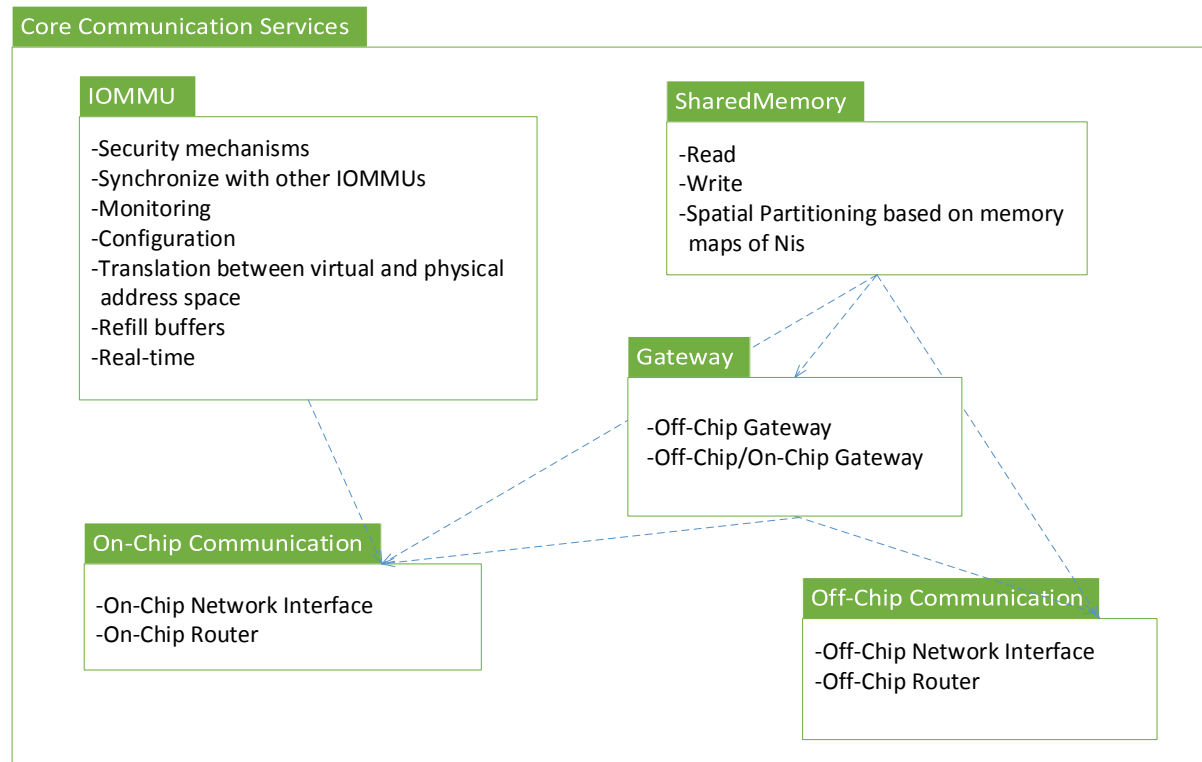 Core Communication Services
IOMMU
-Security mechanisms
-Synchronize with other IOMMUs
-Monitoring
-Configuration
-Translation between virtual and physical
address space
-Refill buffers
-Real-time
SharedMemory
-Read
-Write
-Spatial Partitioning based on memory
maps of Nis
Gateway
-Off-Chip Gateway
-Off-Chip/On-Chip Gateway
On-Chip Communication
-On-Chip Network Interface
-On-Chip Router
Off-Chip Communication
-Off-Chip Network Interface
-Off-Chip Router